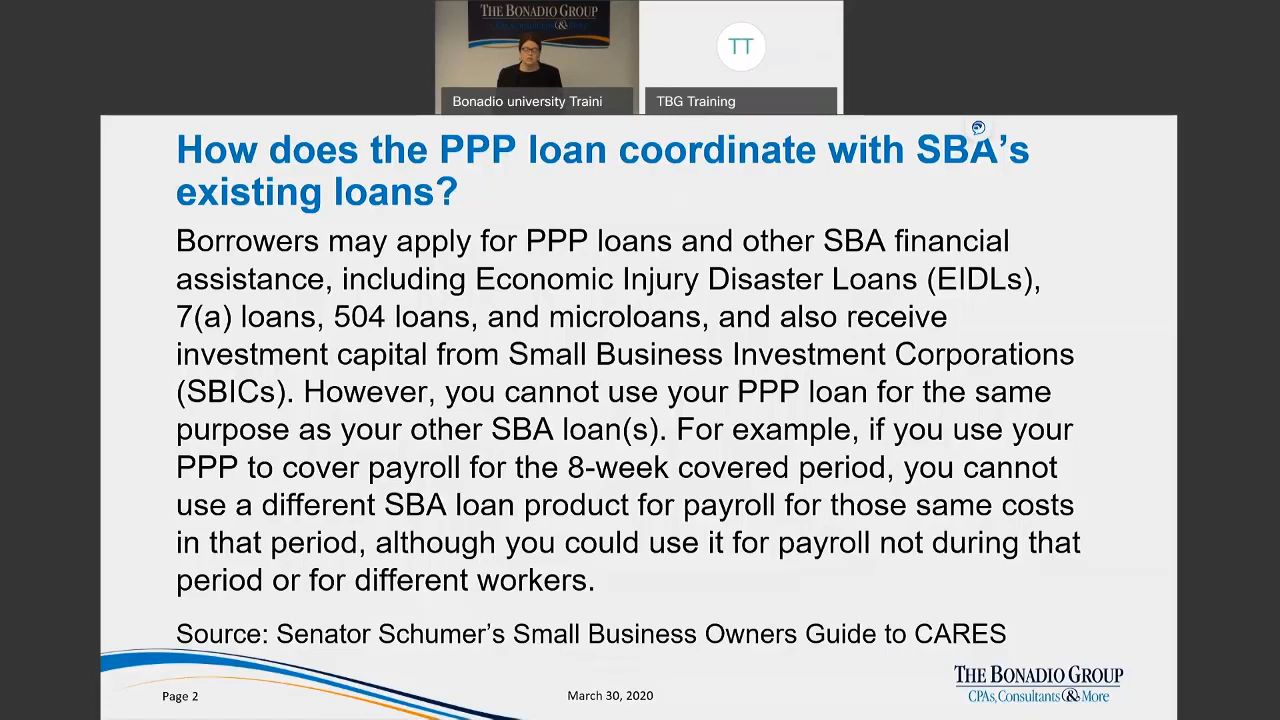 THE BONADIO GROUP
CPAs, Consultants & More
TT
Bonadio university Traini
TBG Training
How does the PPP loan coordinate with SBA's
existing loans?
Borrowers may apply for PPP loans and other SBA financial
assistance, including Economic Injury Disaster Loans (EIDLs),
7(a) loans, 504 loans, and microloans, and also receive
investment capital from Small Business Investment Corporations
(SBICs). However, you cannot use your PPP loan for the same
purpose as your other SBA loan(s). For example, if you use your
PPP to cover payroll for the 8-week covered period, you cannot
use a different SBA loan product for payroll for those same costs
in that period, although you could use it for payroll not during that
period or for different workers.
Source: Senator Schumer's Small Business Owners Guide to CARES
Page 2
March 30, 2020
THE BONADIO GROUP
CPAs, Consultants & More